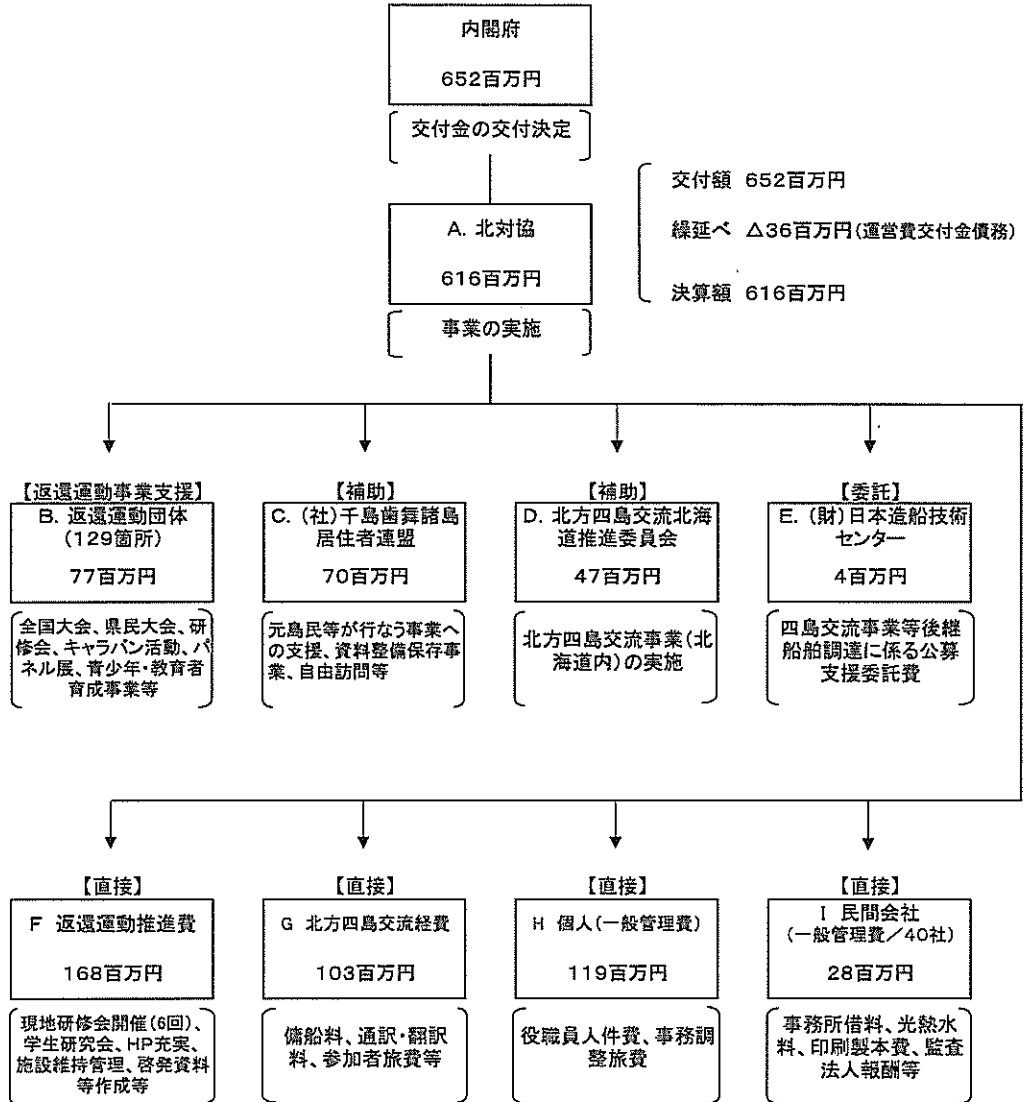 内閣府
652百万円
交付金の交付決定
A. 北対協
616百万円
事業の実施
交付額 652百万円
繰延べ △36百万円(運営費交付金債務)
決算額 616百万円
【返還運動事業支援】
B. 返還運動団体
(129箇所)
77百万円
全国大会、県民大会、研
修会、キャラバン活動、パ
ネル展、青少年・教育者
育成事業等
【補助】
C. (社)千島歯舞諸島
居住者連盟
70百万円
元島民等が行なう事業へ
の支援、資料整備保存事
業、自由訪問等
【補助】
D. 北方四島交流北海
道推進委員会
47百万円
北方四島交流事業(北
海道内)の実施
【委託】
E. (財)日本造船技術
センター
4百万円
四島交流事業等後継
船舶調達に係る公募
支援委託費
【直接】
F 返還運動推進費
168百万円
現地研修会開催(6回)、
学生研究会、HP充実、
施設維持管理、啓発資料
等作成等
【直接】
G 北方四島交流経費
103百万円
傭船料、通訳・翻訳
料、参加者旅費等
【直接】
H 個人(一般管理費)
119百万円
役職員人件費、事務調
整旅費
【直接】
I 民間会社
(一般管理費/40社)
28百万円
事務所借料、光熱水
料、印刷製本費、監査
法人報酬等